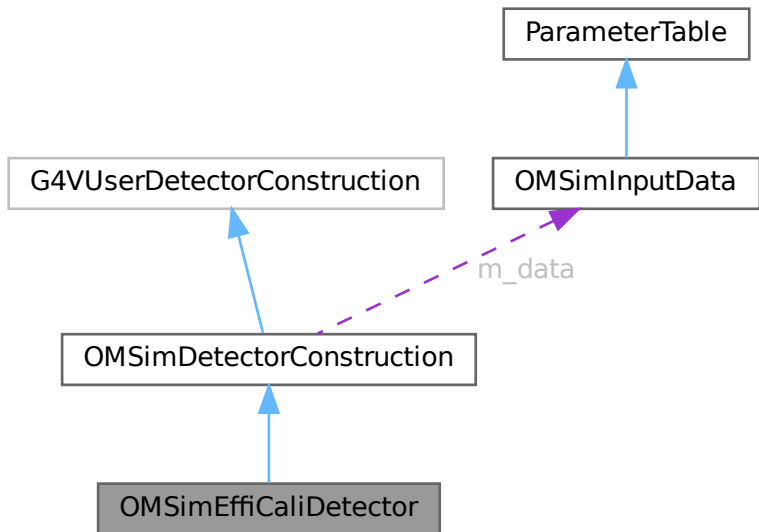 ParameterTable
G4VUserDetectorConstruction
OMSimInputData
m_data
OMSimDetectorConstruction
OMSimEffiCaliDetector